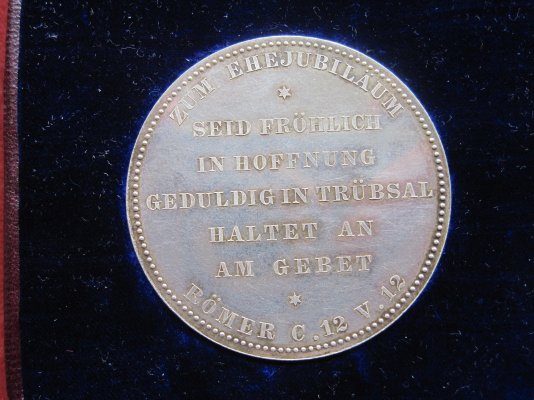 ZUM EHEJUBILÄUM
SEID FRÖHLICH
IN HOFFNUNG
GEDULDIG IN TRÜBSAL
HALTET AN
AM GEBET
RÖMER C. 12 V. 12